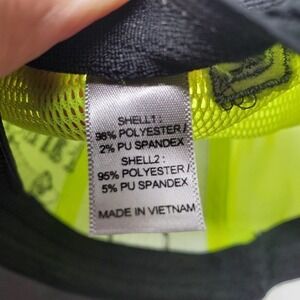 SHELL1 :
98% POLYESTER /
2% PU SPANDEX
SHELL2 :
95% POLYESTER /
5% PU SPANDEX
MADE IN VIETNAM